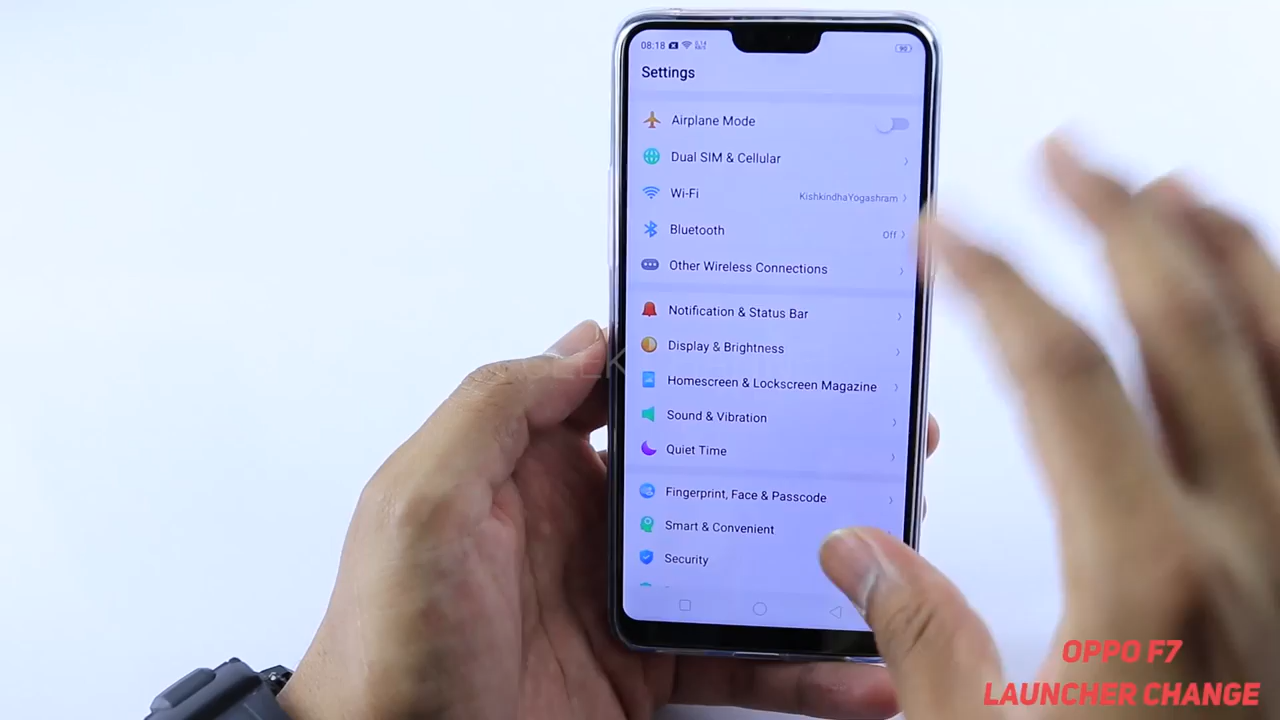 08:18
90
Settings
Airplane Mode
Dual SIM & Cellular
Wi-Fi KishkindhaYogashram
Bluetooth Off
Other Wireless Connections
Notification & Status Bar
Display & Brightness
Homescreen & Lockscreen Magazine
Sound & Vibration
Quiet Time
Fingerprint, Face & Passcode
Smart & Convenient
Security
OPPO F7
LAUNCHER CHANGE